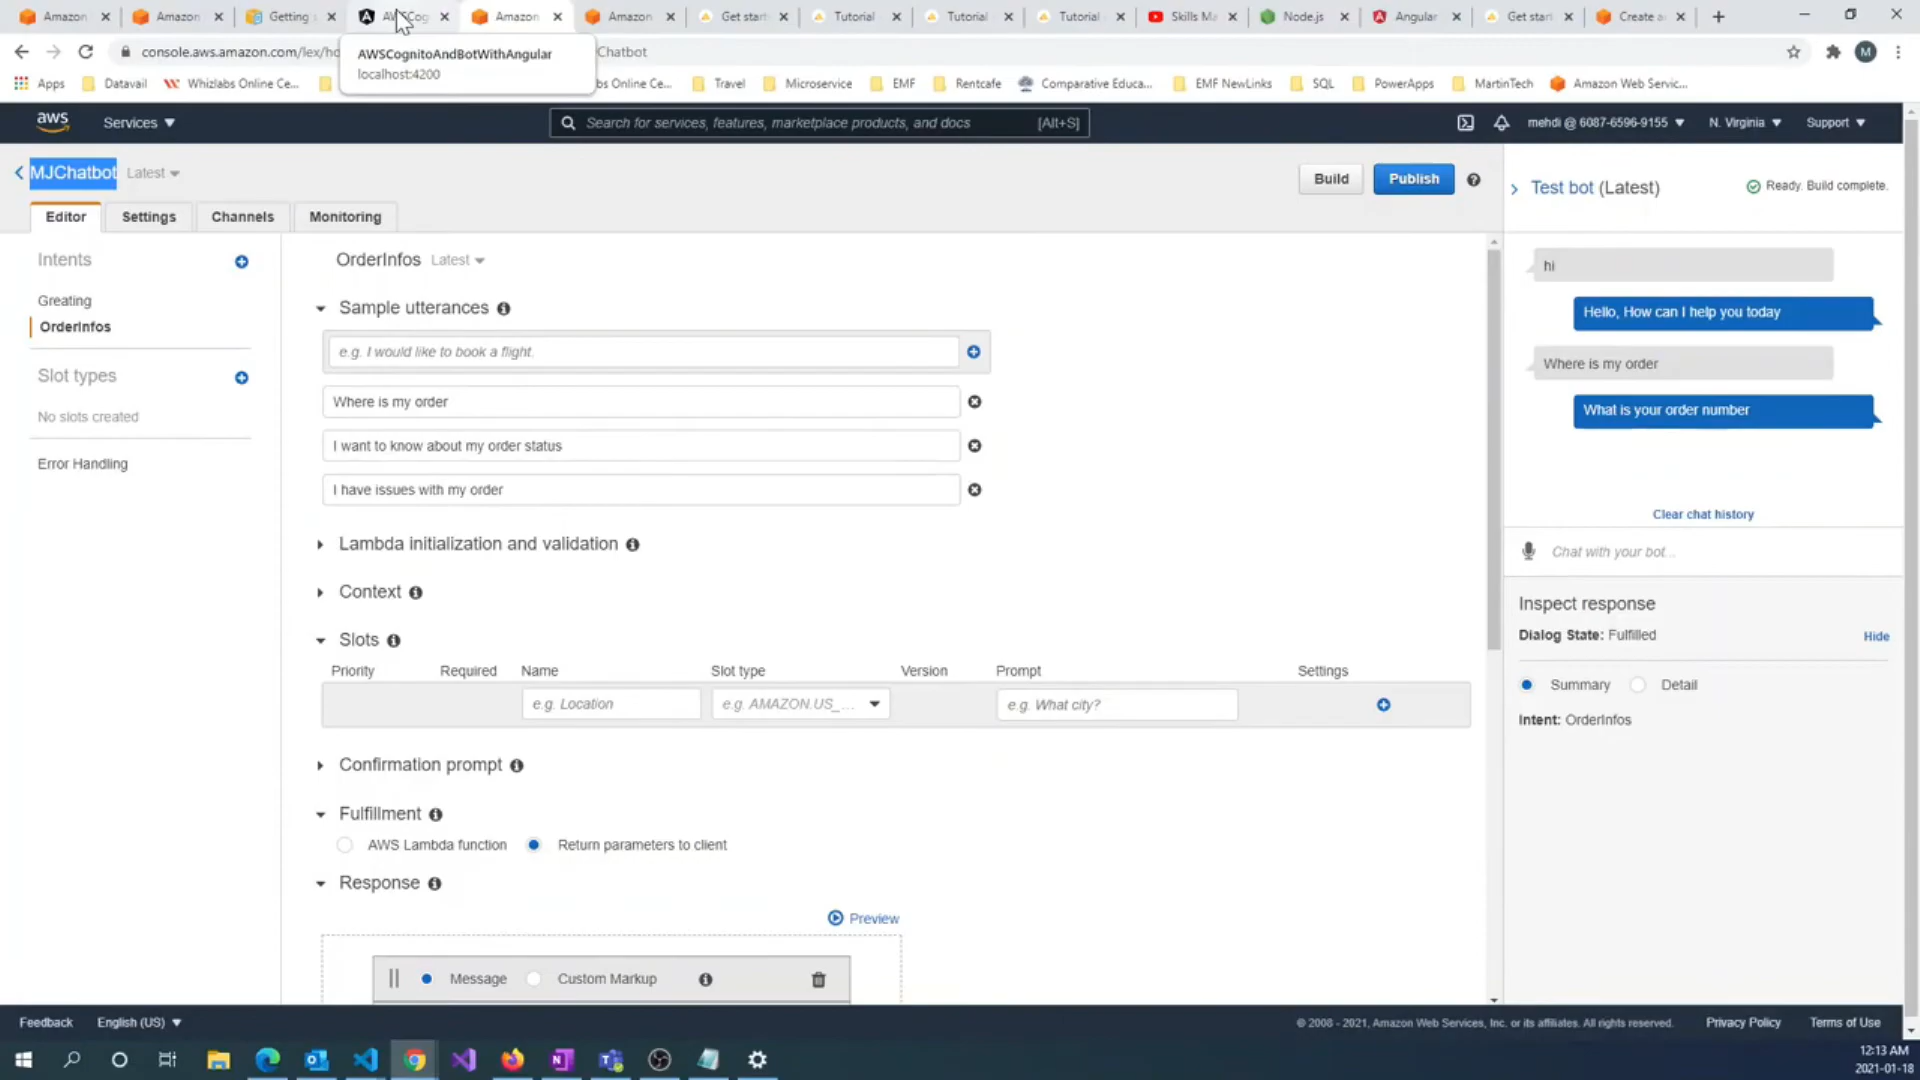 Amazon
Amazon
Getting
AWSCog
Amazon
Amazon
Get start
Tutorial
Tutorial
Tutorial -
Skills Ma
Node.js
Angular
Get start
Create a
console.aws.amazon.com/lex/ho
Chatbot
AWSCognitoAndBotWithAngular
localhost:4200
M
Apps
Datavail
Whizlabs Online Ce...
bs Online Ce...
Travel
Microservice
EMF
Rentcafe
Comparative Educa...
EMF NewLinks
SQL
PowerApps
MartinTech
Amazon Web Servic...
aws
Services
Search for services, features, marketplace products, and docs
[Alt+S]
mehdi @ 6087-6596-9155
N. Virginia
Support
MJChatbot
Latest
Build
Publish
Test bot (Latest)
Ready. Build complete.
Editor
Settings
Channels
Monitoring
Intents
Greating
OrderInfos
Slot types
No slots created
Error Handling
OrderInfos
Latest
Sample utterances
e.g. I would like to book a flight.
Where is my order
I want to know about my order status
I have issues with my order
Lambda initialization and validation
Context
Slots
Priority
Required
Name
Slot type
Version
Prompt
Settings
e.g. Location
e.g. AMAZON.US_...
e.g. What city?
Confirmation prompt
Fulfillment
AWS Lambda function
Return parameters to client
Response
Preview
Message
Custom Markup
hi
Hello, How can I help you today
Where is my order
What is your order number
Clear chat history
Chat with your bot...
Inspect response
Dialog State: Fulfilled
Hide
Summary
Detail
Intent: OrderInfos
Feedback
English (US)
© 2008 - 2021, Amazon Web Services, Inc. or its affiliates. All rights reserved.
Privacy Policy
Terms of Use
12:13 AM
2021-01-18